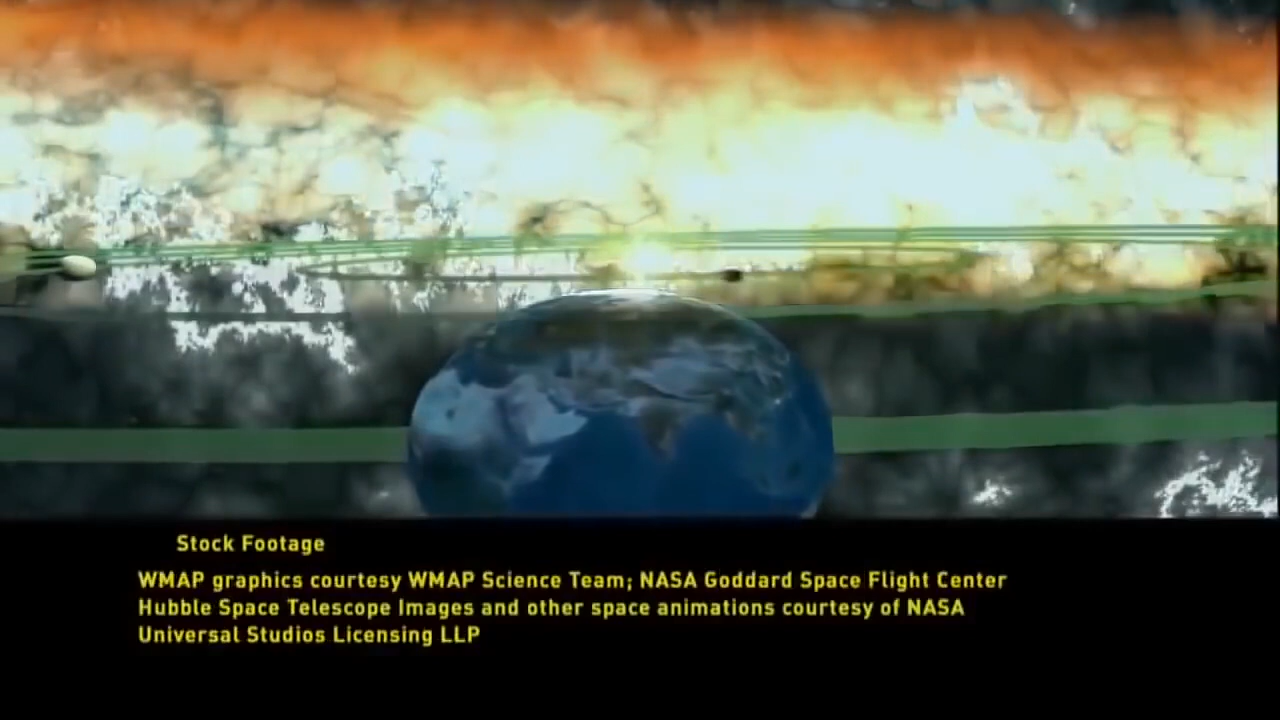 Stock Footage
WMAP graphics courtesy WMAP Science Team; NASA Goddard Space Flight Center
Hubble Space Telescope Images and other space animations courtesy of NASA
Universal Studios Licensing LLP